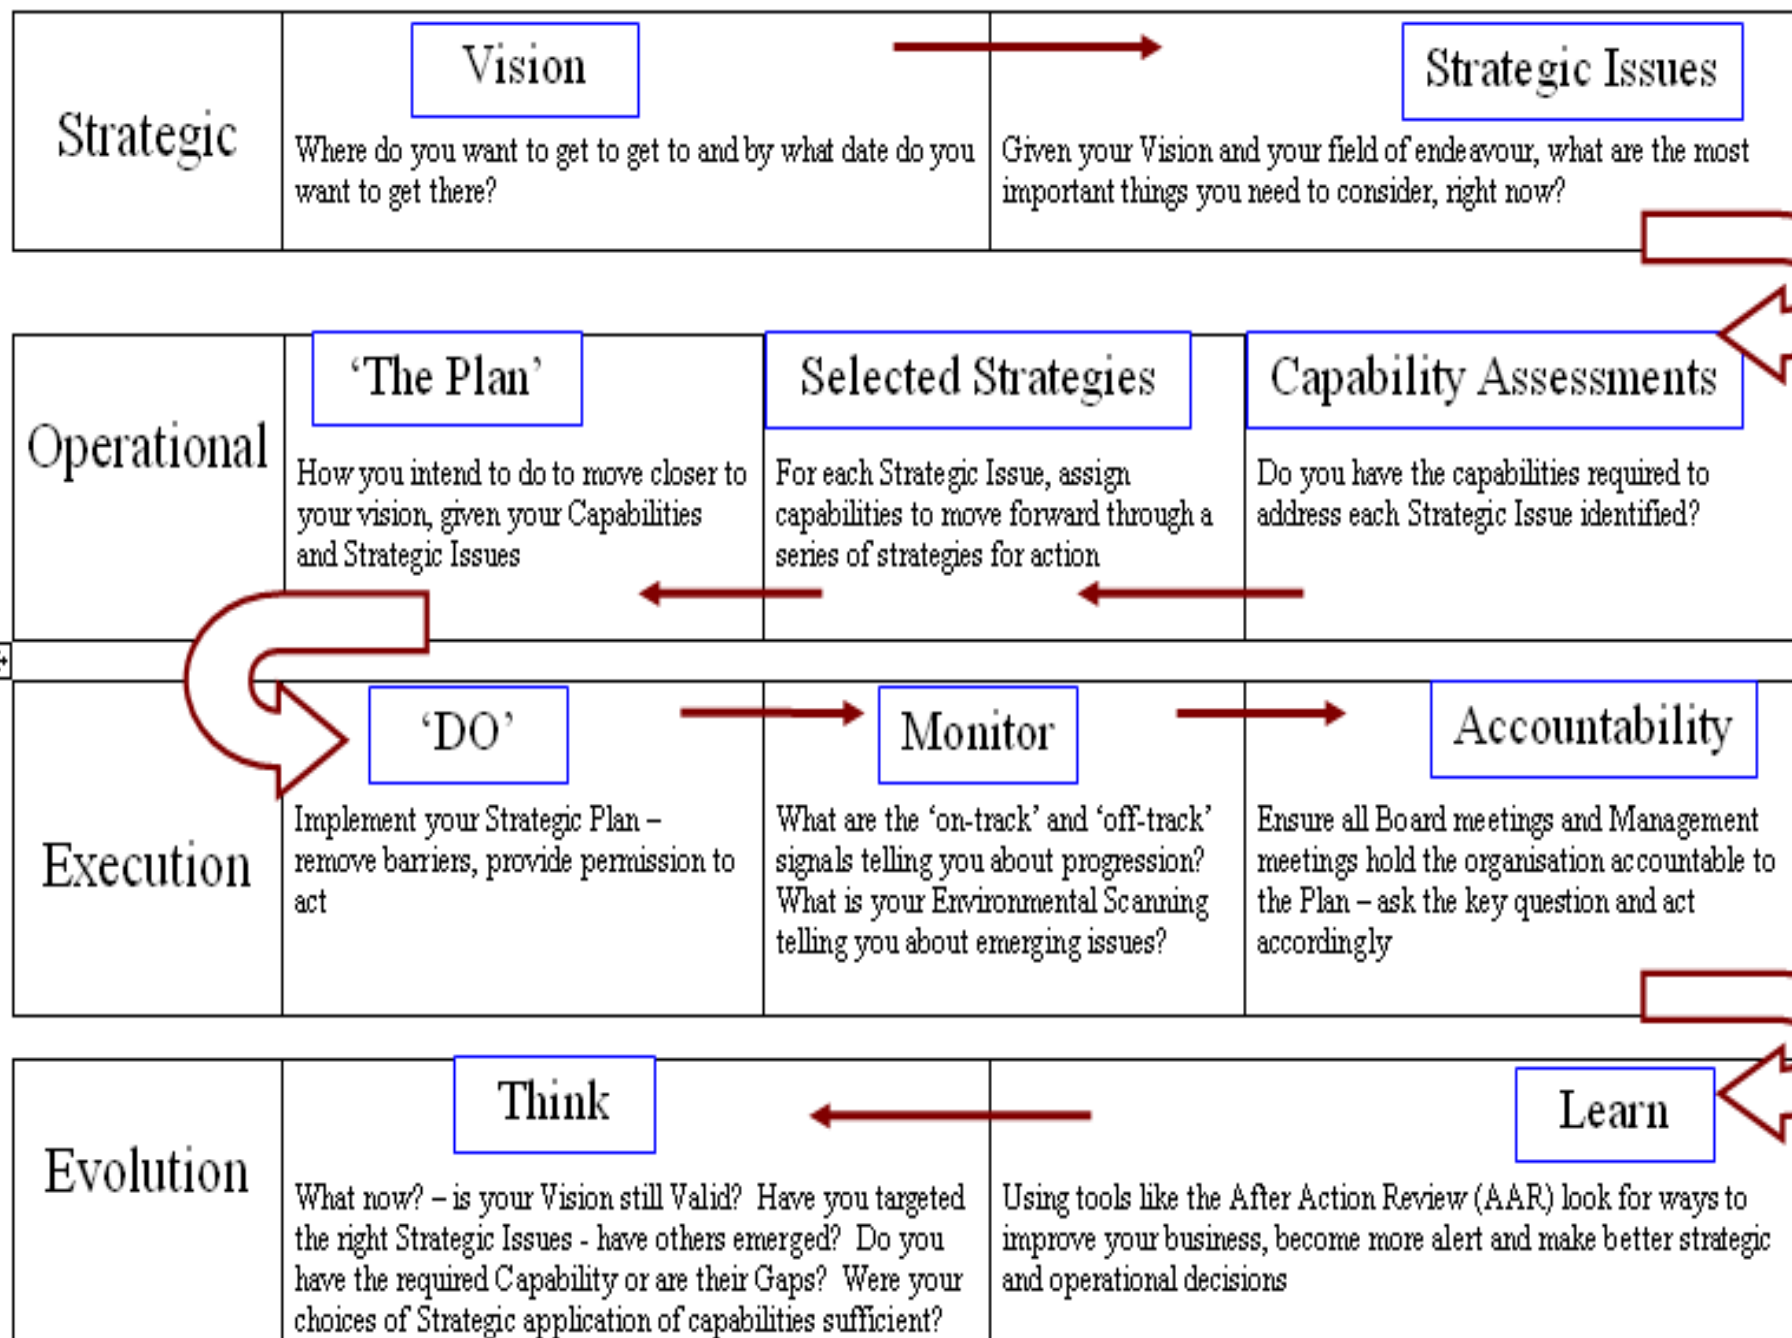 Strategic
Vision
Where do you want to get to get to and by what date do you
want to get there?
Strategic Issues
Given your Vision and your field of endeavour, what are the most
important things you need to consider, right now?
Operational
‘The Plan’
How you intend to do to move closer to
your vision, given your Capabilities
and Strategic Issues
Selected Strategies
For each Strategic Issue, assign
capabilities to move forward through a
series of strategies for action
Capability Assessments
Do you have the capabilities required to
address each Strategic Issue identified?
Execution
‘DO’
Implement your Strategic Plan –
remove barriers, provide permission to
act
Monitor
What are the ‘on-track’ and ‘off-track’
signals telling you about progression?
What is your Environmental Scanning
telling you about emerging issues?
Accountability
Ensure all Board meetings and Management
meetings hold the organisation accountable to
the Plan – ask the key question and act
accordingly
Evolution
Think
What now? – is your Vision still Valid?  Have you targeted
the right Strategic Issues - have others emerged?  Do you
have the required Capability or are their Gaps?  Were your
choices of Strategic application of capabilities sufficient?
Learn
Using tools like the After Action Review (AAR) look for ways to
improve your business, become more alert and make better strategic
and operational decisions